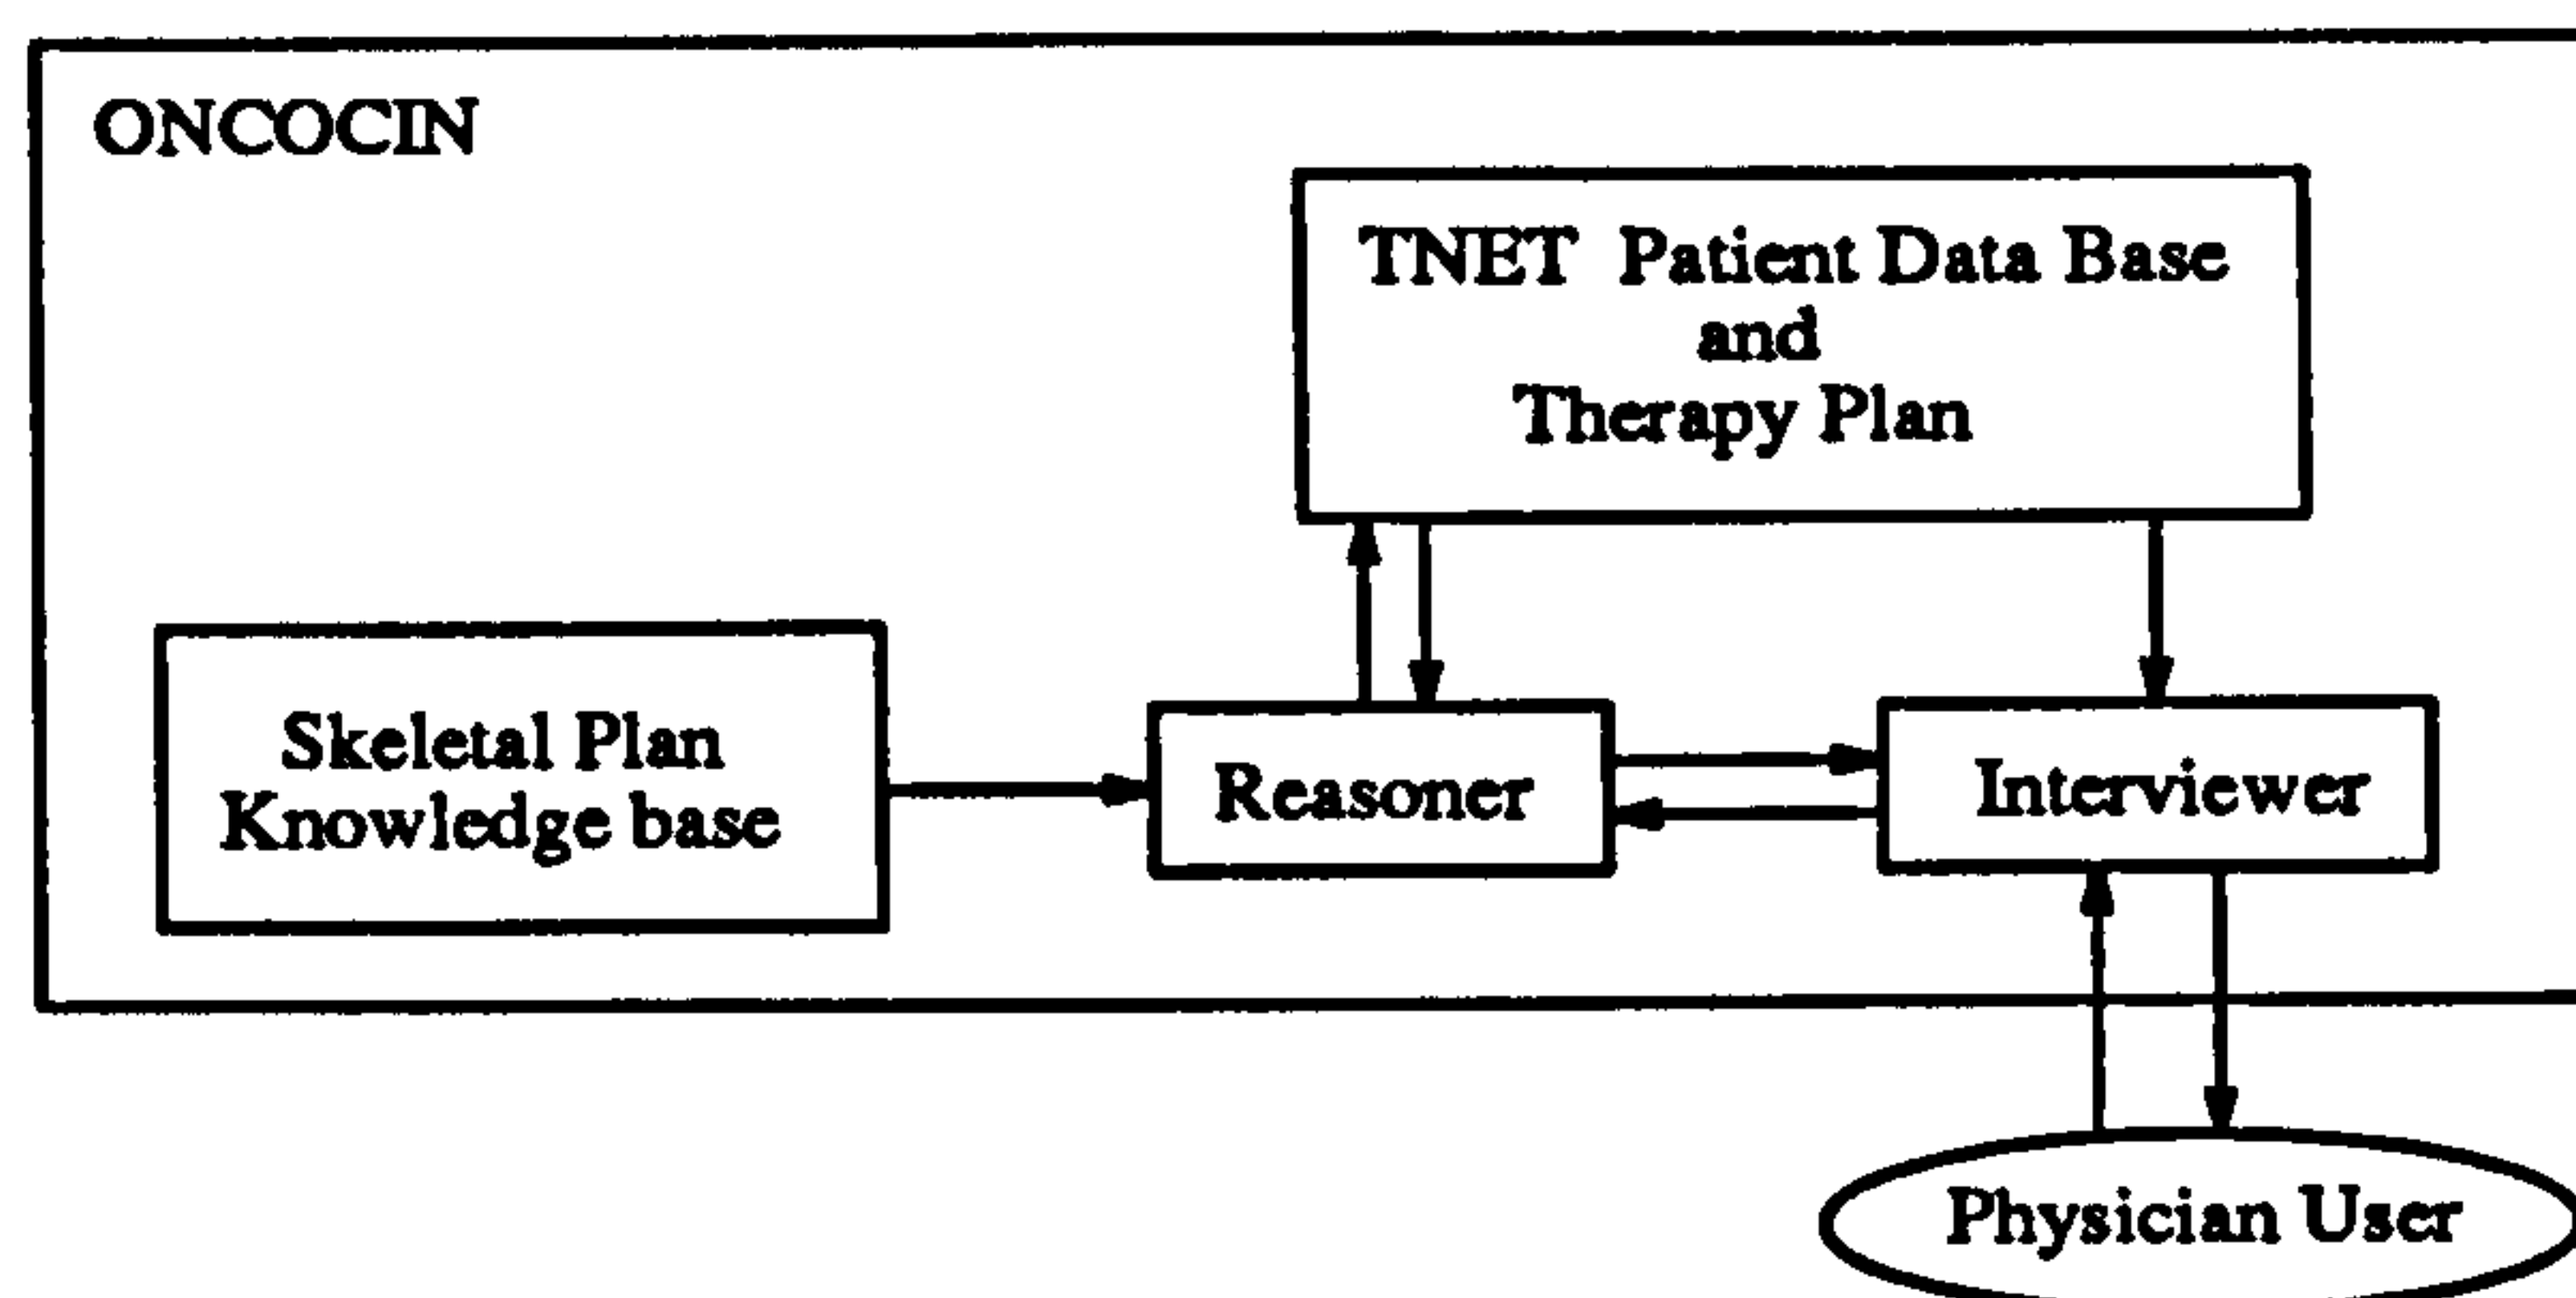 ONCOCIN
TNET Patient Data Base
and
Therapy Plan
Skeletal Plan
Knowledge base
Reasoner
Interviewer
Physician User